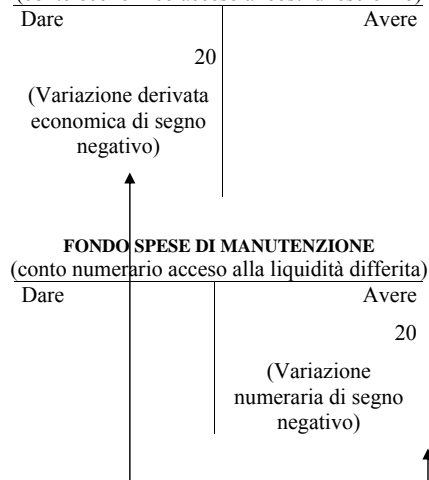 Dare Avere
20
(Variazione derivata
economica di segno
negativo)
FONDO SPESE DI MANUTENZIONE
(conto numerario acceso alla liquidità differita)
Dare Avere
20
(Variazione
numeraria di segno
negativo)